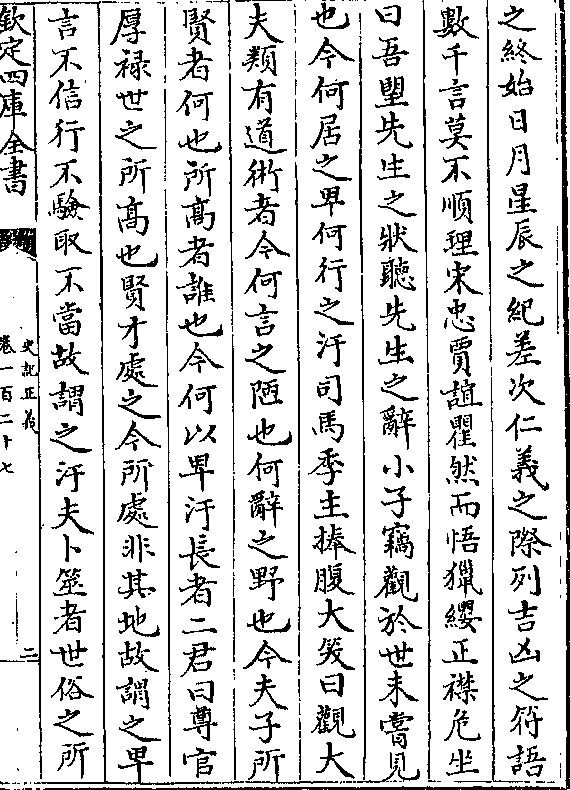 之終始日月星辰之紀差次仁義之際列吉凶之符語
數千言莫不順理宋忠賈誼瞿然而悟獵纓正襟危坐
曰吾望先生之狀聽先生之辭小子竊觀於世未嘗見
也今何居之卑何行之汙司馬季主捧腹大笑曰觀大
夫類有道術者今何言之陋也何辭之野也今夫子所
賢者何也所髙者誰也今何以卑汙長者二君曰尊官
厚禄世之所髙也賢才處之今所處非其地故謂之卑
言不信行不驗取不當故謂之汙夫卜筮者世俗之所
欽定四庫全書
史記正義
卷一百二十七
二